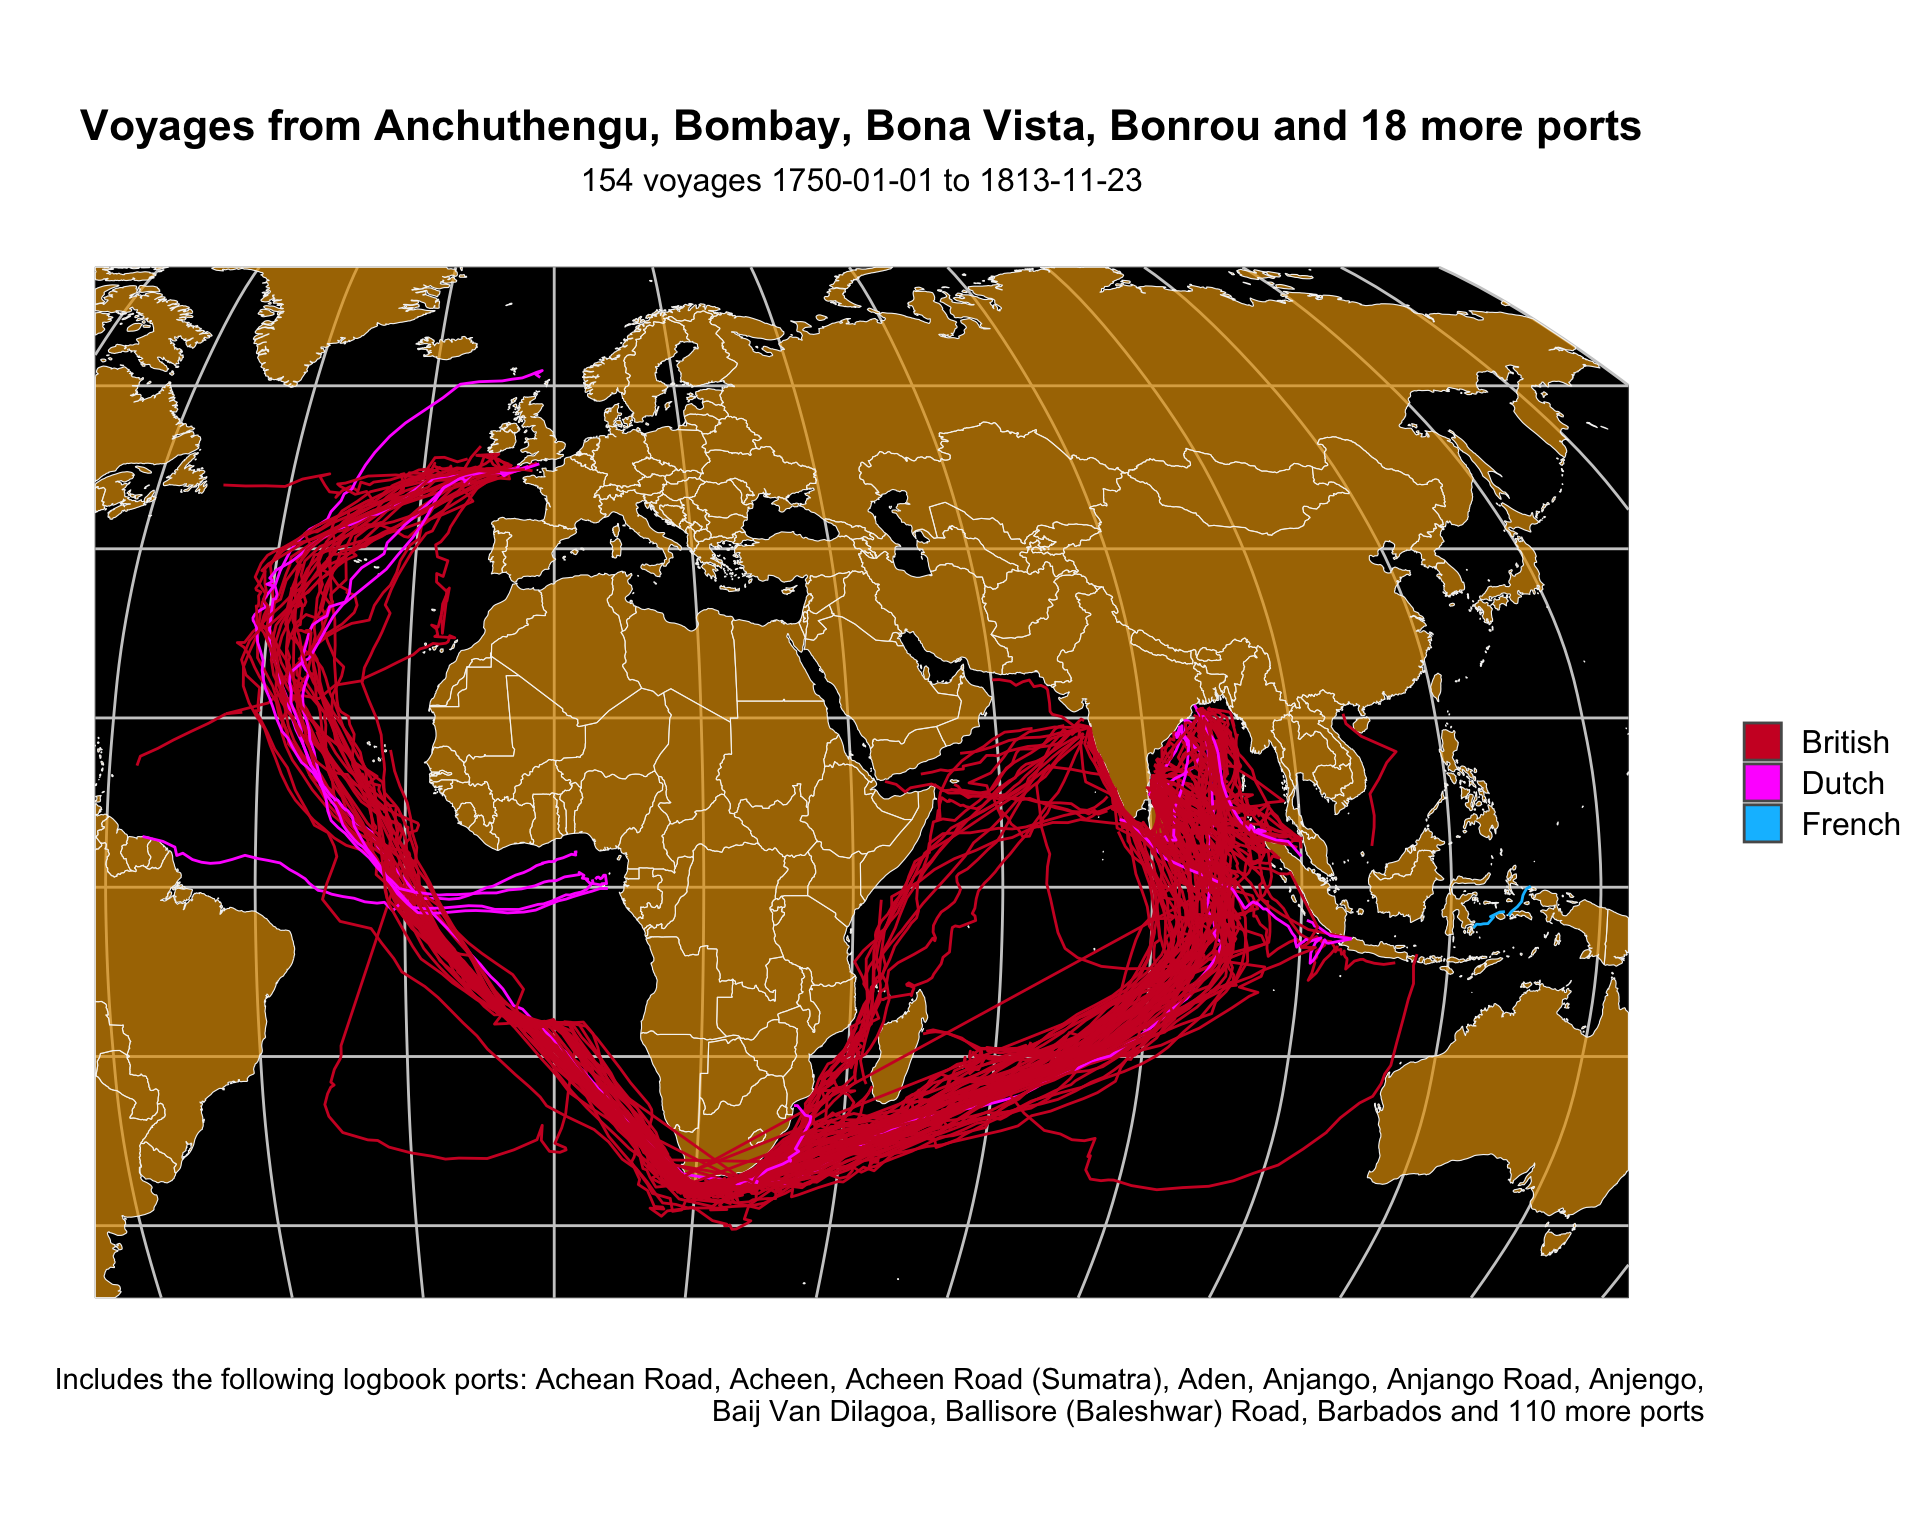 Voyages from Anchuthengu, Bombay, Bona Vista, Bonrou and 18 more ports
154 voyages 1750-01-01 to 1813-11-23
British
Dutch
French
Includes the following logbook ports: Achean Road, Acheen, Acheen Road (Sumatra), Aden, Anjango, Anjango Road, Anjengo,
Baij Van Dilagoa, Ballisore (Baleshwar) Road, Barbados and 110 more ports